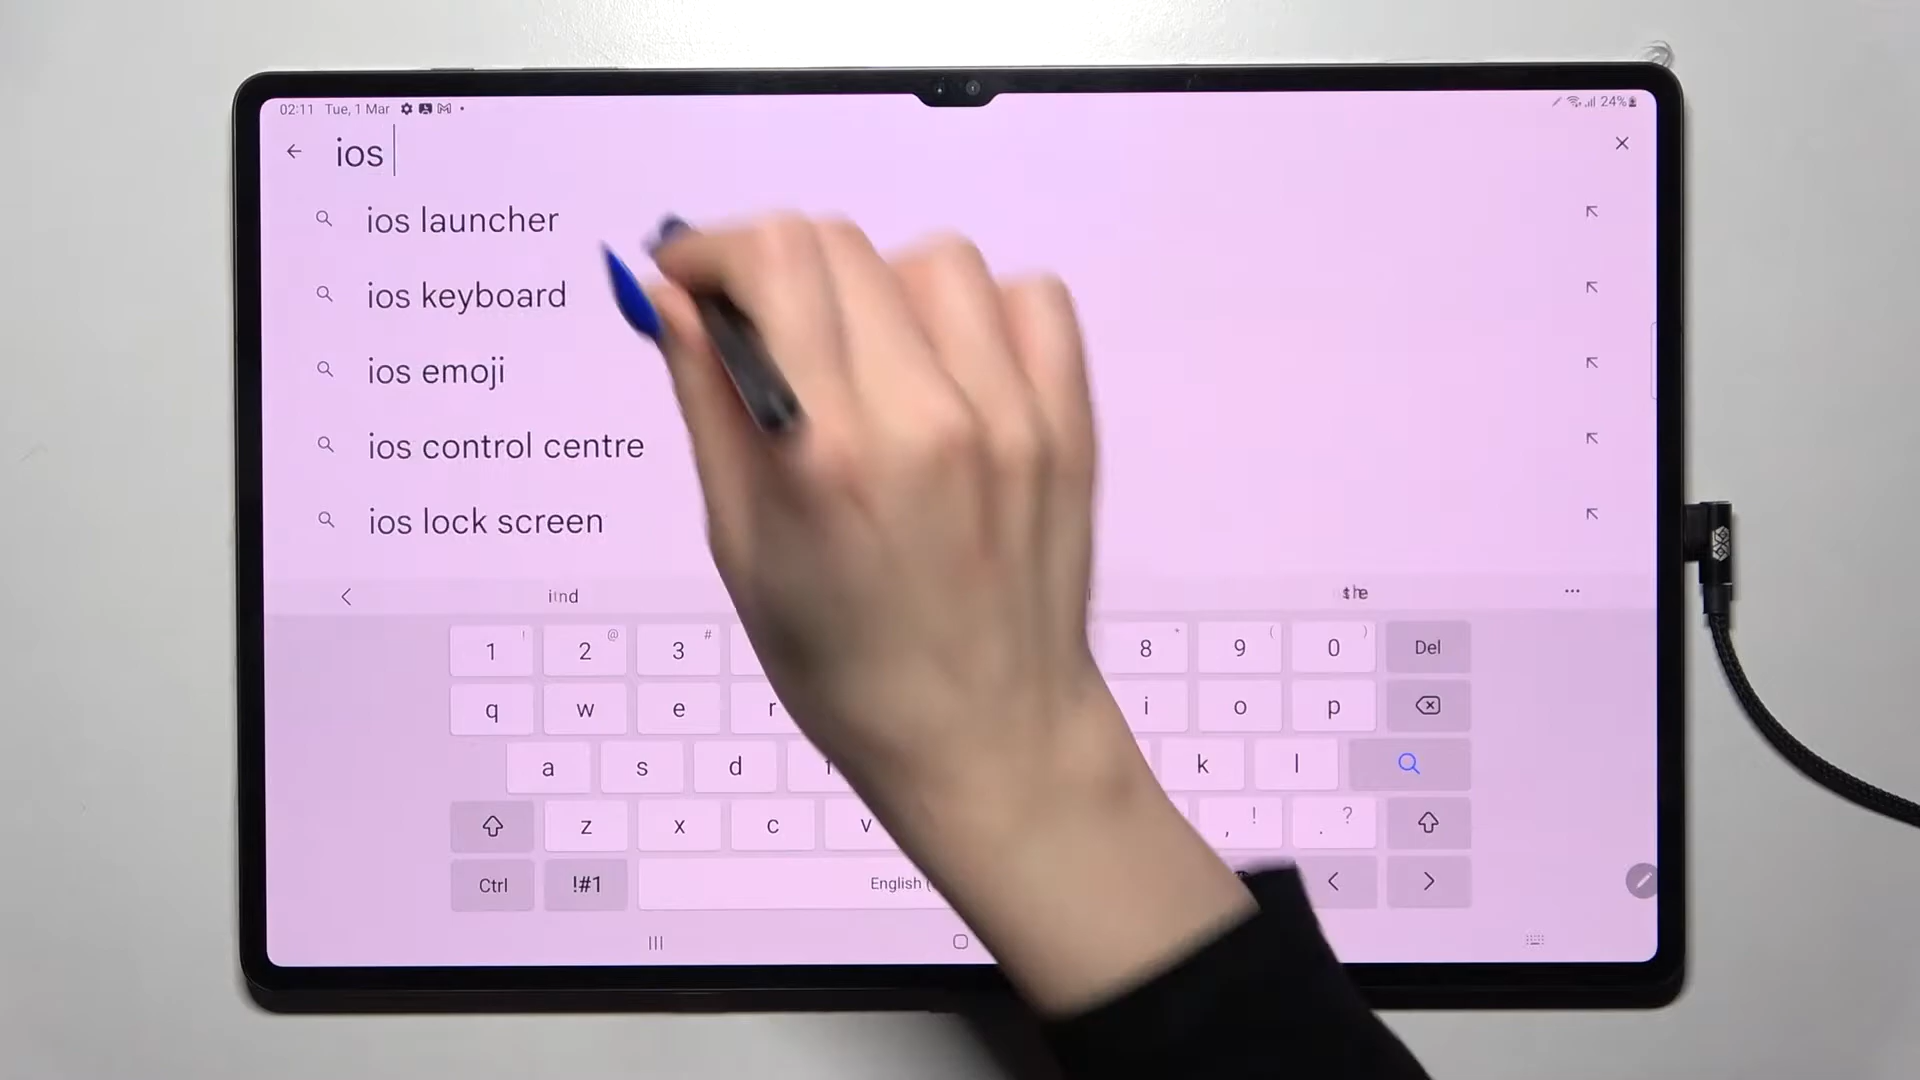 02:11 Tue, 1 Mar
24%
ios
ios launcher
ios keyboard
ios emoji
ios control centre
ios lock screen
the
1 ! 2 @ 3 # 8 * 9 ( 0 ) Del
q w e r i o p
a s d f k l
z x c v , ! . ?
Ctrl !#1 English (